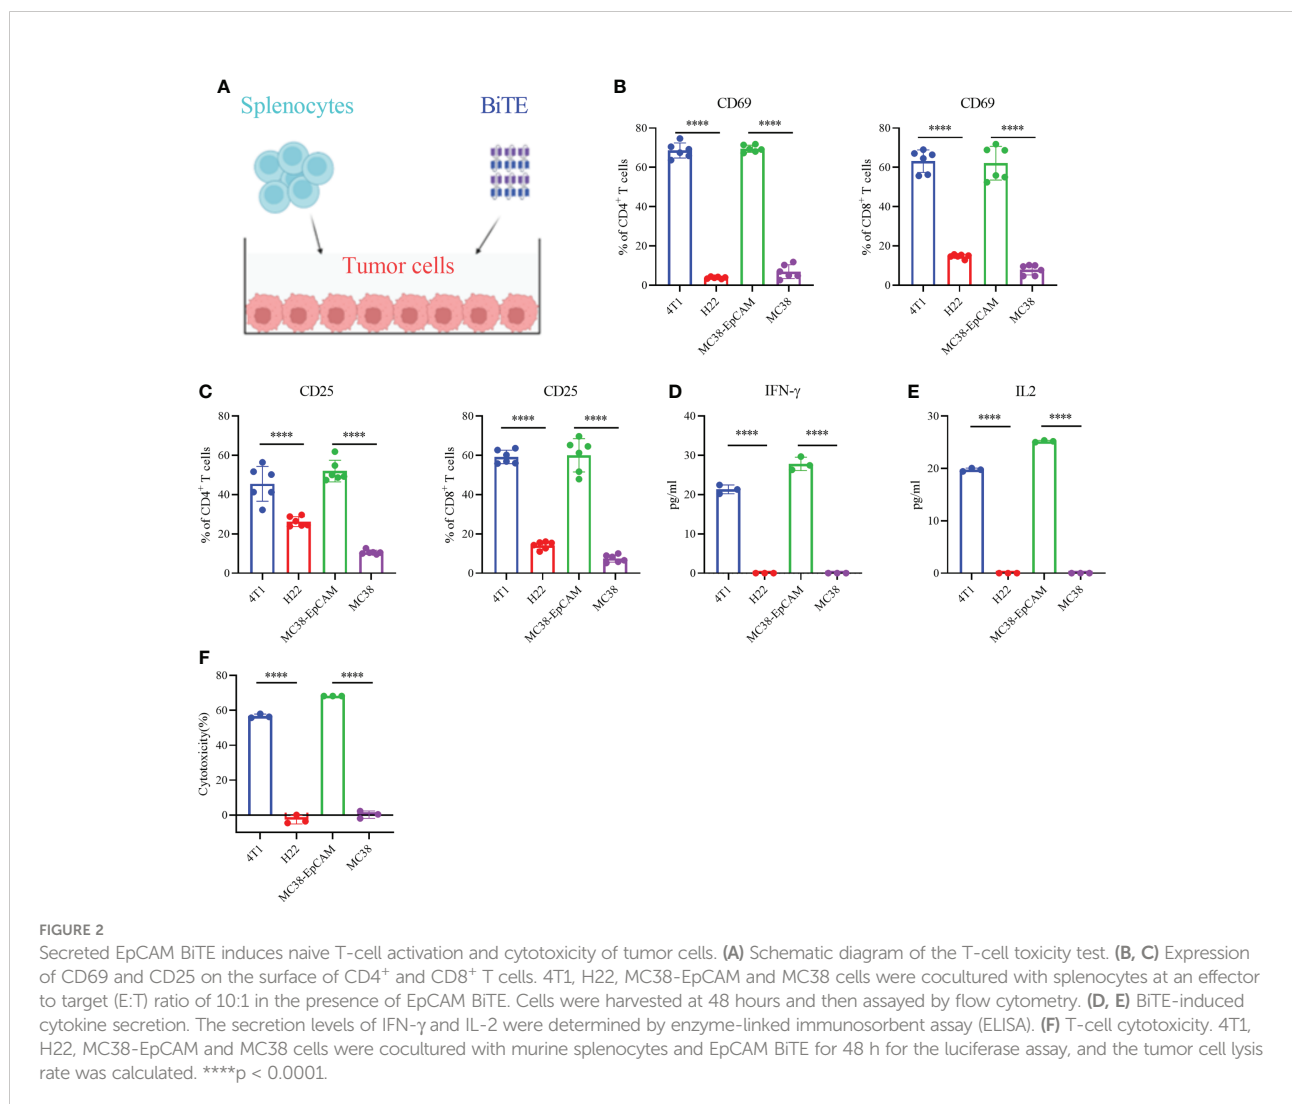 A
Splenocytes
BiTE
Tumor cells
B
CD69
% of CD4+ T cells
80
60
40
20
0
****
****
4T1
H22
MC38-EpCAM
MC38
CD69
% of CD8+ T cells
80
60
40
20
0
****
****
4T1
H22
MC38-EpCAM
MC38
C
CD25
% of CD4+ T cells
80
60
40
20
0
****
****
4T1
H22
MC38-EpCAM
MC38
CD25
% of CD8+ T cells
80
60
40
20
0
****
****
4T1
H22
MC38-EpCAM
MC38
D
IFN-γ
pg/ml
40
30
20
10
0
****
****
4T1
H22
MC38-EpCAM
MC38
E
IL2
pg/ml
30
20
10
0
****
****
4T1
H22
MC38-EpCAM
MC38
F
Cytotoxicity(%)
80
60
40
20
0
****
****
4T1
H22
MC38-EpCAM
MC38
FIGURE 2
Secreted EpCAM BiTE induces naive T-cell activation and cytotoxicity of tumor cells. (A) Schematic diagram of the T-cell toxicity test. (B, C) Expression
of CD69 and CD25 on the surface of CD4+ and CD8+ T cells. 4T1, H22, MC38-EpCAM and MC38 cells were cocultured with splenocytes at an effector
to target (E:T) ratio of 10:1 in the presence of EpCAM BiTE. Cells were harvested at 48 hours and then assayed by flow cytometry. (D, E) BiTE-induced
cytokine secretion. The secretion levels of IFN-γ and IL-2 were determined by enzyme-linked immunosorbent assay (ELISA). (F) T-cell cytotoxicity. 4T1,
H22, MC38-EpCAM and MC38 cells were cocultured with murine splenocytes and EpCAM BiTE for 48 h for the luciferase assay, and the tumor cell lysis
rate was calculated. ****p < 0.0001.